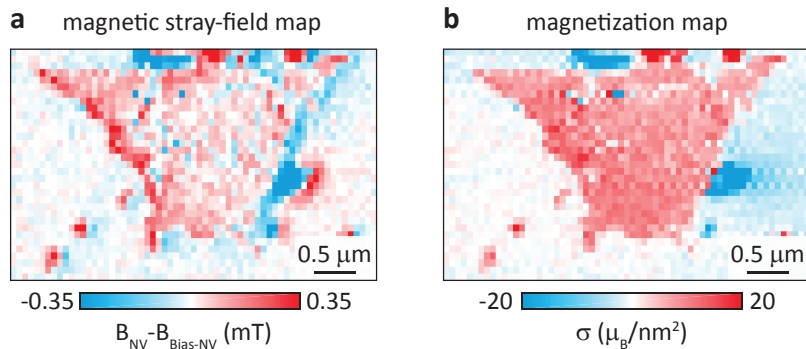 a magnetic stray-field map
0.5 μm
-0.35 0.35
B_NV-B_Bias-NV (mT)
b magnetization map
0.5 μm
-20 20
σ (μ_B/nm²)